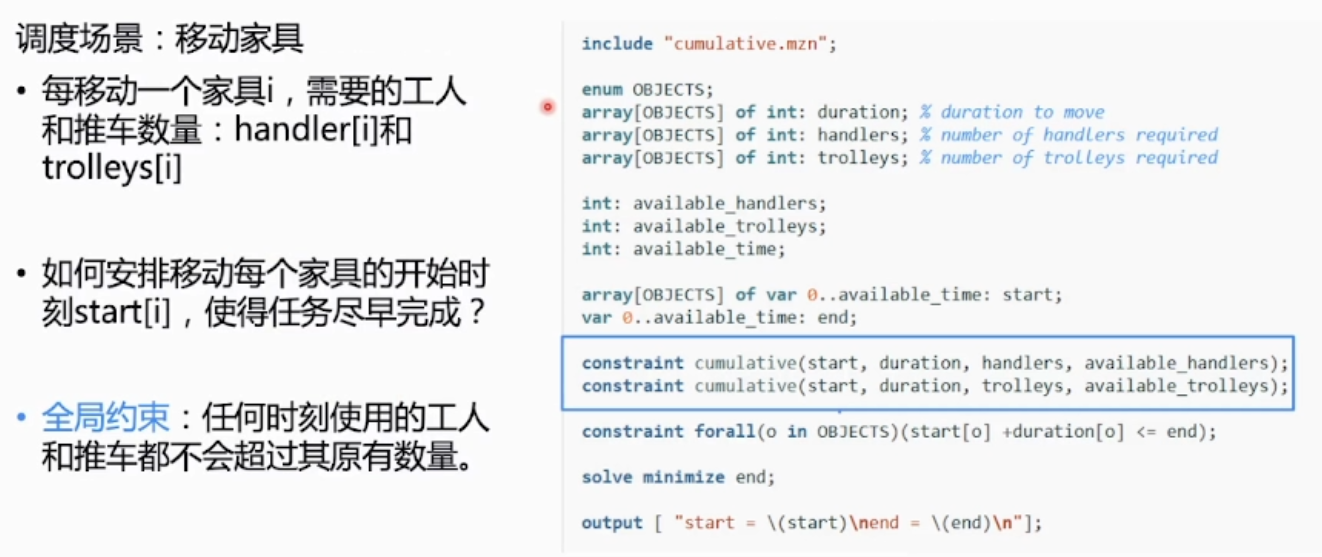 调度场景：移动家具
• 每移动一个家具i，需要的工人
和推车数量：handler[i]和
trolleys[i]
• 如何安排移动每个家具的开始时
刻start[i]，使得任务尽早完成？
• 全局约束：任何时刻使用的工人
和推车都不会超过其原有数量。
include "cumulative.mzn";
enum OBJECTS;
array[OBJECTS] of int: duration; % duration to move
array[OBJECTS] of int: handlers; % number of handlers required
array[OBJECTS] of int: trolleys; % number of trolleys required
int: available_handlers;
int: available_trolleys;
int: available_time;
array[OBJECTS] of var 0..available_time: start;
var 0..available_time: end;
constraint cumulative(start, duration, handlers, available_handlers);
constraint cumulative(start, duration, trolleys, available_trolleys);
constraint forall(o in OBJECTS)(start[o] +duration[o] <= end);
solve minimize end;
output [ "start = \(start)\nend = \(end)\n"];